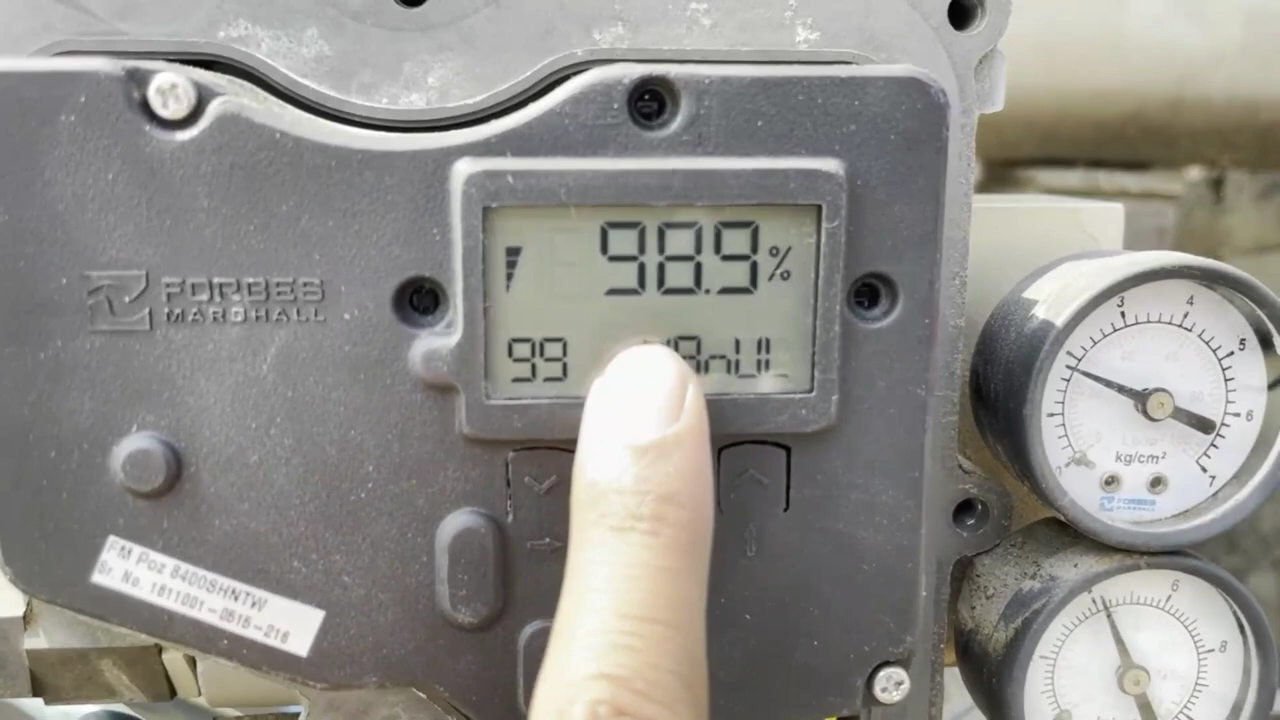 98.9%
99
FORBES
MARSHALL
FM Poz 8400SHNTW
Sr. No. 1611001-0515-216
3
4
5
6
7
kg/cm²
FORBES
MARSHALL
6
8